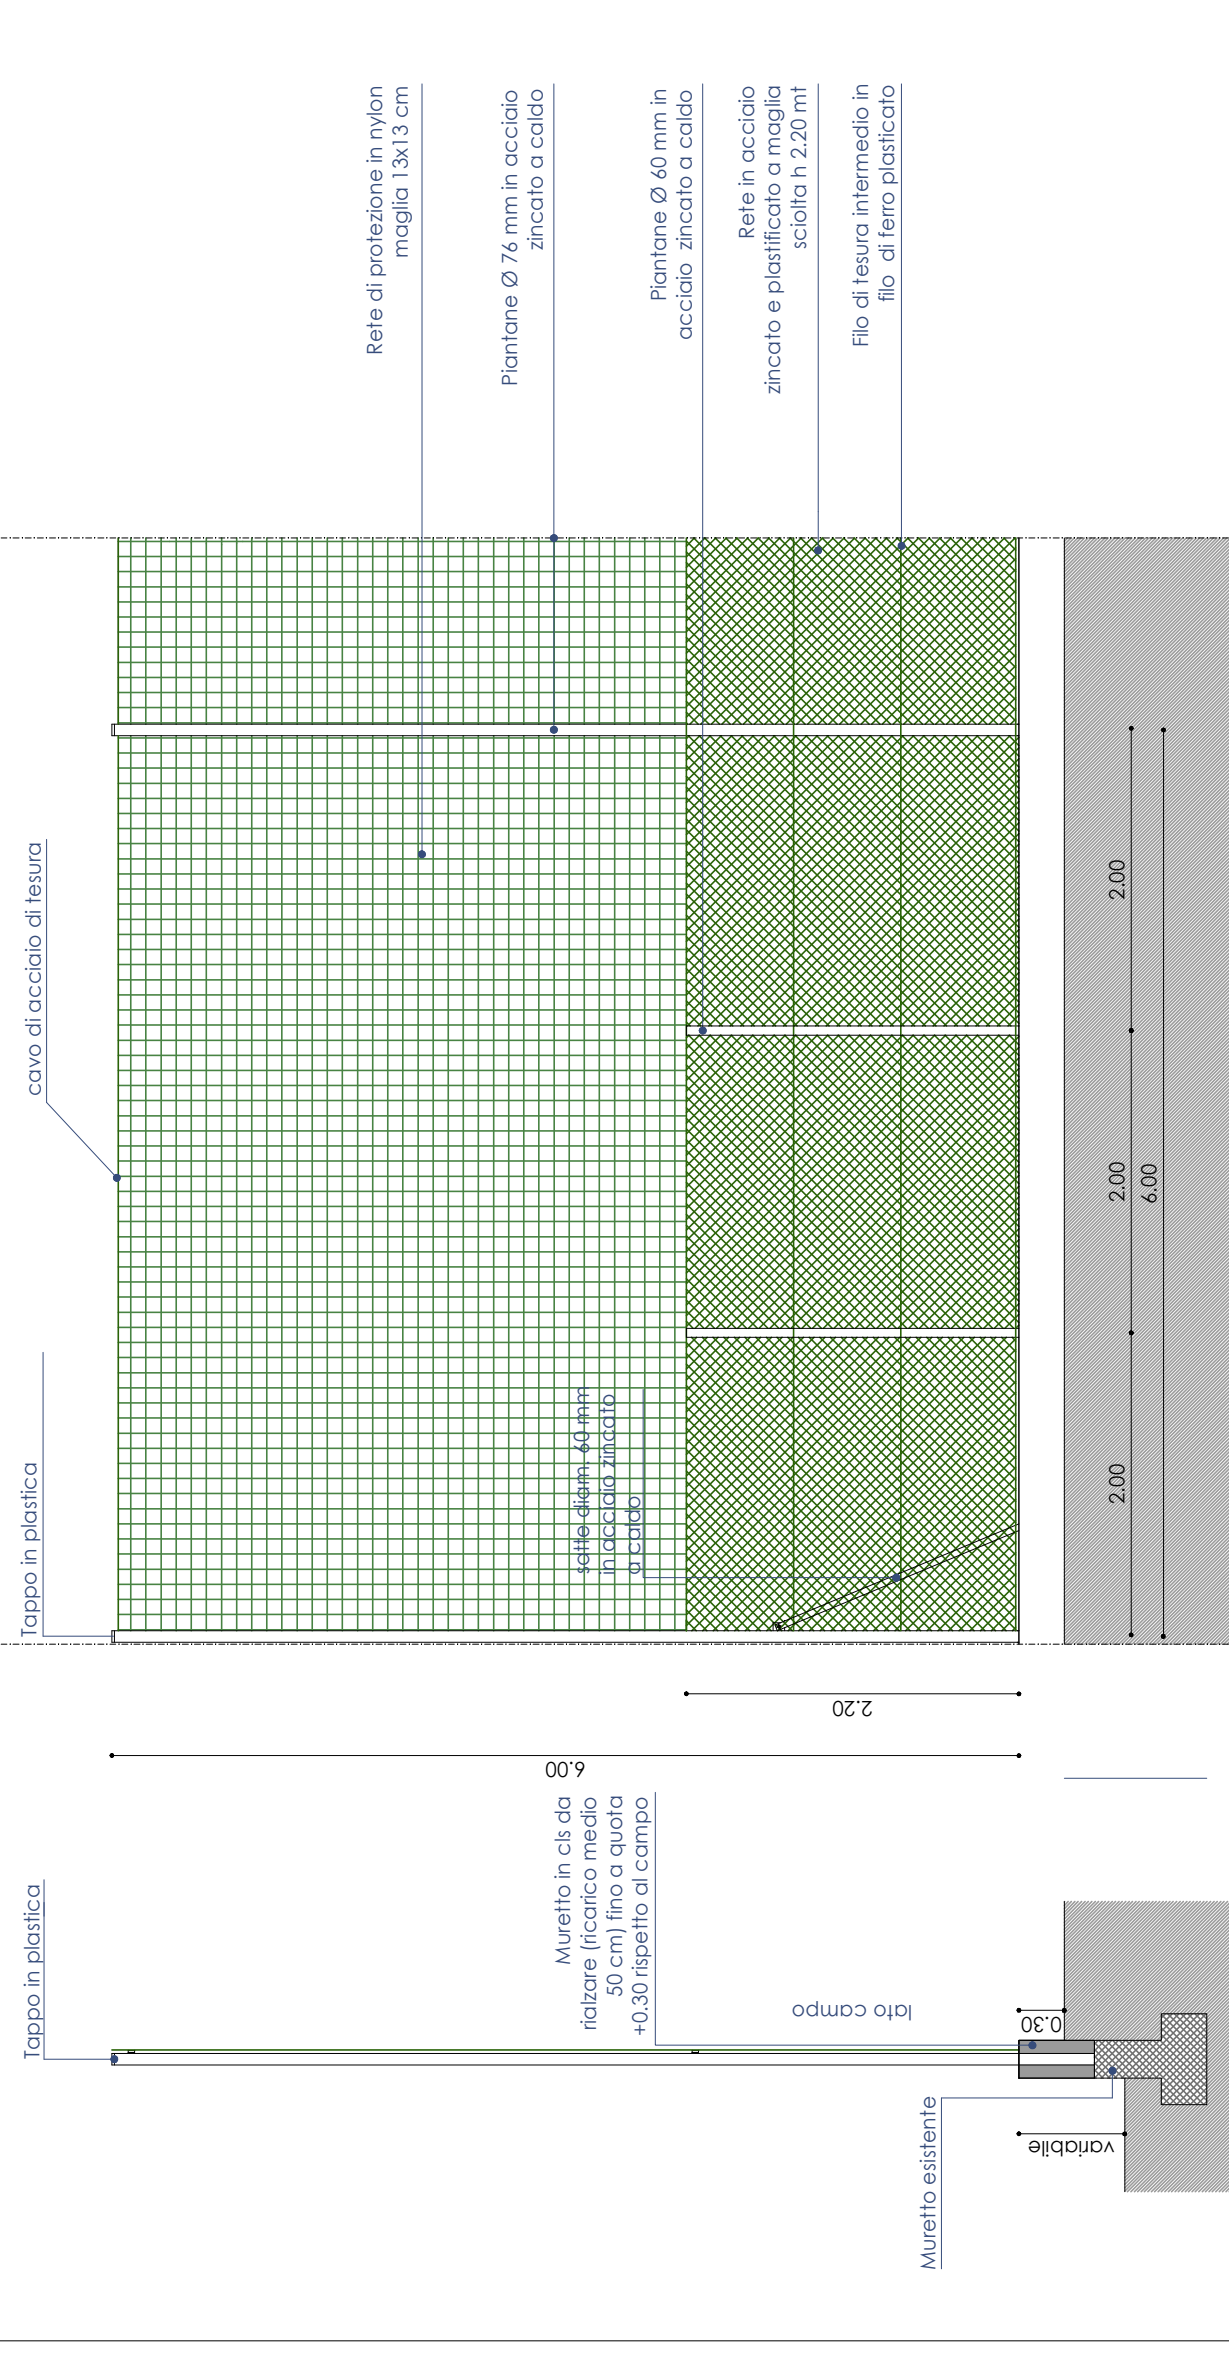 Tappo in plastica
cavo di acciaio di tesura
Tappo in plastica
Rete di protezione in nylon
maglia 13x13 cm
Piantane Ø 76 mm in acciaio
zincato a caldo
Piantane Ø 60 mm in
acciaio zincato a caldo
Rete in acciaio
zincato e plastificato a maglia
sciolta h 2.20 mt
Filo di tesura intermedio in
filo di ferro plasticato
saette diam. 60 mm
in acciaio zincato
a caldo
6.00
2.20
Muretto in cls da
rialzare (ricarico medio
50 cm) fino a quota
+0.30 rispetto al campo
lato campo
0.30
Muretto esistente
variabile
2.00
2.00
2.00
6.00